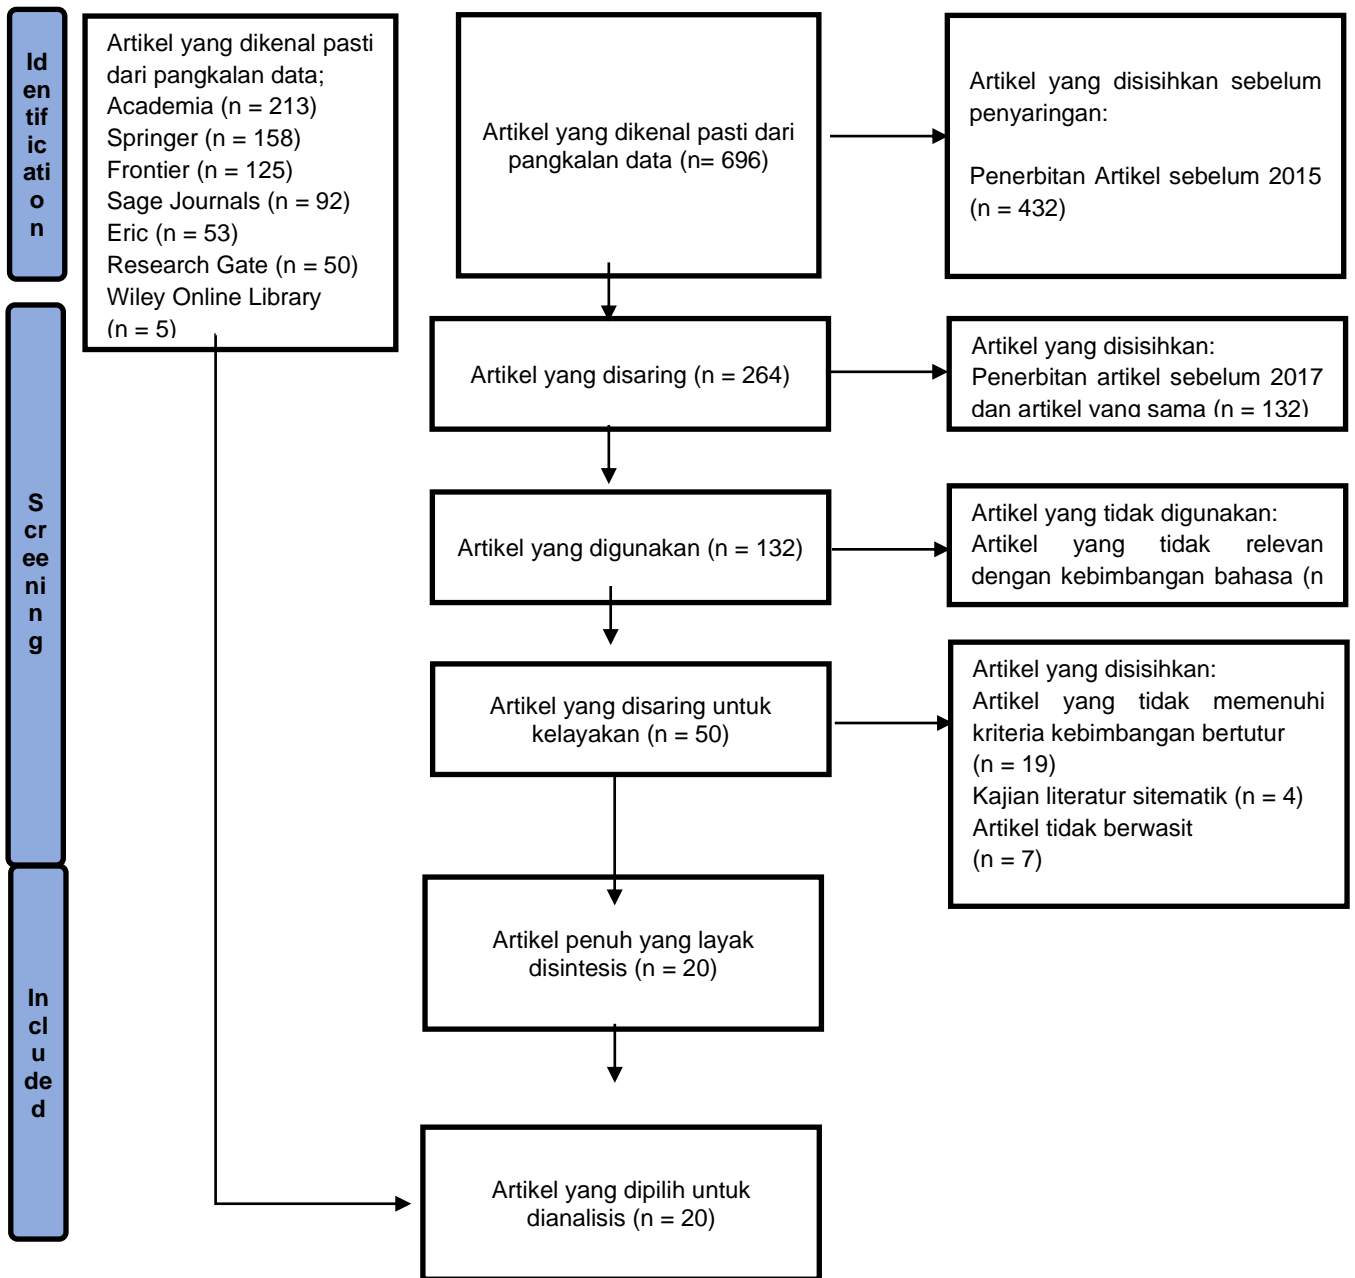 Id
en
tif
ic
ati
o
n
Artikel yang dikenal pasti
dari pangkalan data;
Academia (n = 213)
Springer (n = 158)
Frontier (n = 125)
Sage Journals (n = 92)
Eric (n = 53)
Research Gate (n = 50)
Wiley Online Library
(n = 5)
Artikel yang dikenal pasti dari
pangkalan data (n= 696)
Artikel yang disisihkan sebelum
penyaringan:
Penerbitan Artikel sebelum 2015
(n = 432)
S
cr
ee
ni
n
g
Artikel yang disaring (n = 264)
Artikel yang disisihkan:
Penerbitan artikel sebelum 2017
dan artikel yang sama (n = 132)
Artikel yang digunakan (n = 132)
Artikel yang tidak digunakan:
Artikel yang tidak relevan
dengan kebimbangan bahasa (n
Artikel yang disaring untuk
kelayakan (n = 50)
Artikel yang disisihkan:
Artikel yang tidak memenuhi
kriteria kebimbangan bertutur
(n = 19)
Kajian literatur sitematik (n = 4)
Artikel tidak berwasit
(n = 7)
In
cl
u
de
d
Artikel penuh yang layak
disintesis (n = 20)
Artikel yang dipilih untuk
dianalisis (n = 20)